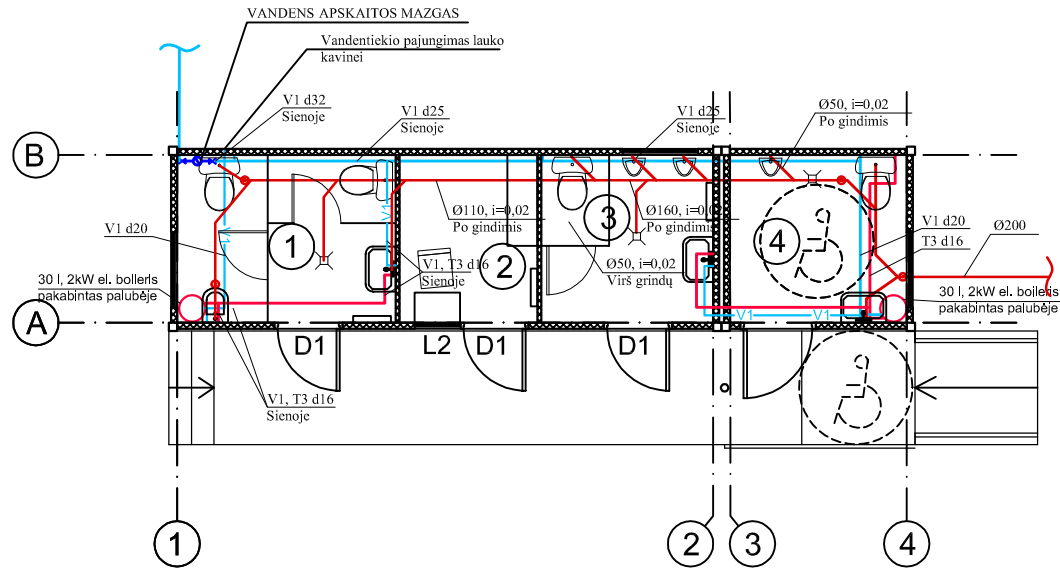 VANDENS APSKAITOS MAZGAS
Vandentiekio pajungimas lauko
kavinei
V1 d32
Sienoje
V1 d25
Sienoje
V1 d25
Sienoje
Ø50, i=0,02
Po gindimis
B
V1
V1
1
Ø110, i=0,02
Po gindimis
3
Ø160, i=0,02
Po gindimis
4
V1 d20
V1 d20
T3 d16
Ø200
V1, T3 d16
Sienoje
2
Ø50, i=0,02
Virš grindų
30 l, 2kW el. boileris
pakabintas palubėje
30 l, 2kW el. boileris
pakabintas palubėje
A
V1
V1
D1
L2
D1
D1
V1, T3 d16
Sienoje
1
2
3
4